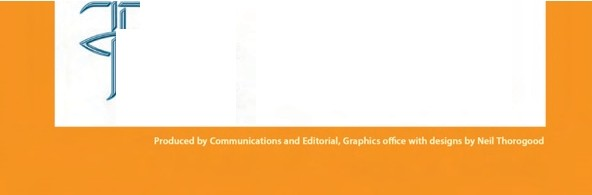 Produced by Communications and Editorial, Graphics office with designs by Neil Thorogood